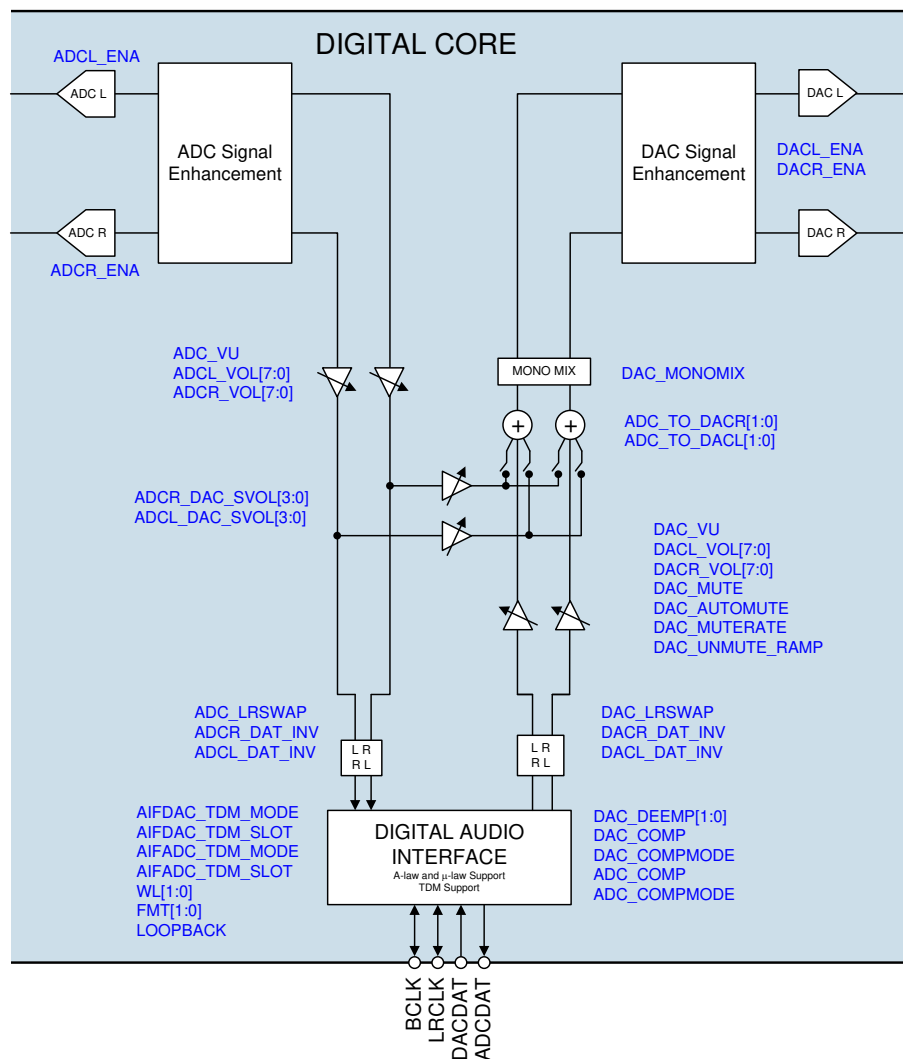 DIGITAL CORE
ADCL_ENA
ADC L
ADC Signal
Enhancement
ADC R
ADCR_ENA
DAC Signal
Enhancement
DAC L
DACL_ENA
DACR_ENA
DAC R
ADC_VU
ADCL_VOL[7:0]
ADCR_VOL[7:0]
MONO MIX
DAC_MONOMIX
+
+
ADC_TO_DACR[1:0]
ADC_TO_DACL[1:0]
ADCR_DAC_SVOL[3:0]
ADCL_DAC_SVOL[3:0]
DAC_VU
DACL_VOL[7:0]
DACR_VOL[7:0]
DAC_MUTE
DAC_AUTOMUTE
DAC_MUTERATE
DAC_UNMUTE_RAMP
ADC_LRSWAP
ADCR_DAT_INV
ADCL_DAT_INV
L R
R L
L R
R L
DAC_LRSWAP
DACR_DAT_INV
DACL_DAT_INV
AIFDAC_TDM_MODE
AIFDAC_TDM_SLOT
AIFADC_TDM_MODE
AIFADC_TDM_SLOT
WL[1:0]
FMT[1:0]
LOOPBACK
DIGITAL AUDIO
INTERFACE
A-law and μ-law Support
TDM Support
DAC_DEEMP[1:0]
DAC_COMP
DAC_COMPMODE
ADC_COMP
ADC_COMPMODE
BCLK
LRCLK
DACDAT
ADCDAT